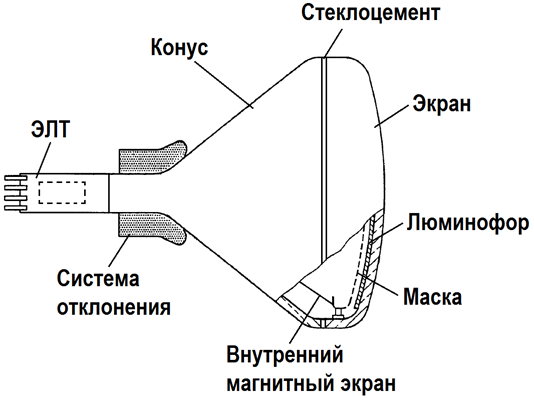 Стеклоцемент
Конус
Экран
ЭЛТ
Люминофор
Система
отклонения
Маска
Внутренний
магнитный экран